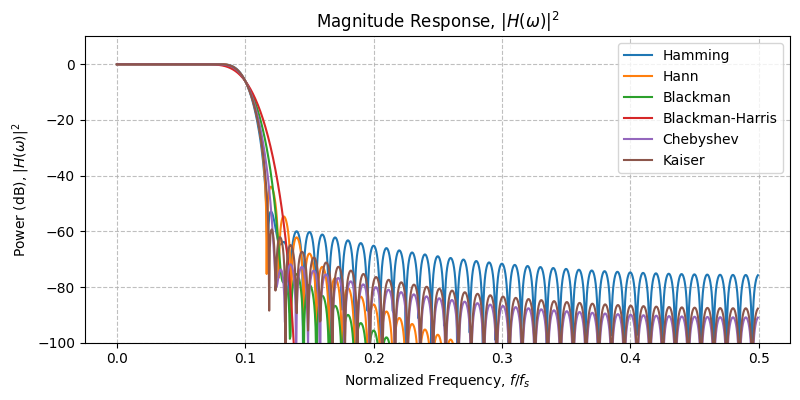 Magnitude Response, |H(ω)|²
Power (dB), |H(ω)|²
0
−20
−40
−60
−80
−100
Hamming
Hann
Blackman
Blackman-Harris
Chebyshev
Kaiser
0.0 0.1 0.2 0.3 0.4 0.5
Normalized Frequency, f/fₛ